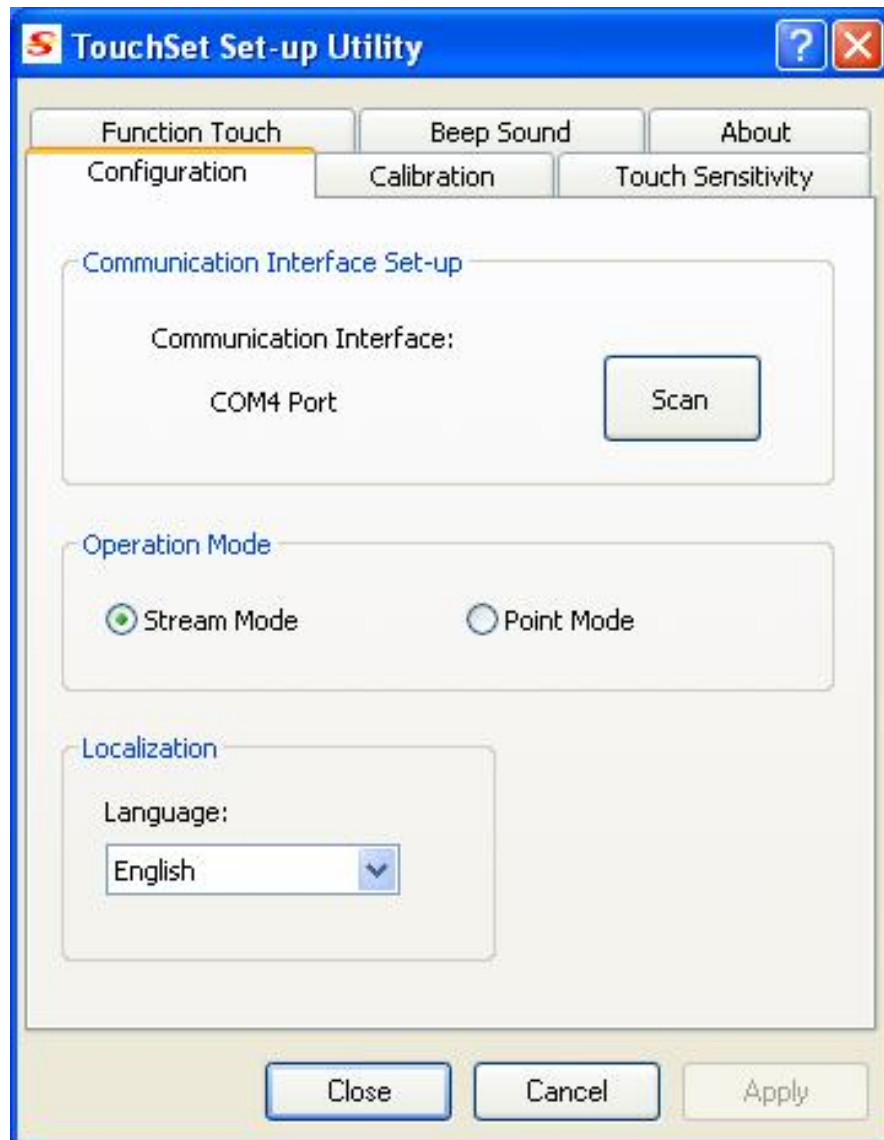 TouchSet Set-up Utility
Function Touch Beep Sound About
Configuration Calibration Touch Sensitivity
Communication Interface Set-up
Communication Interface:
COM4 Port Scan
Operation Mode
Stream Mode Point Mode
Localization
Language:
English
Close Cancel Apply